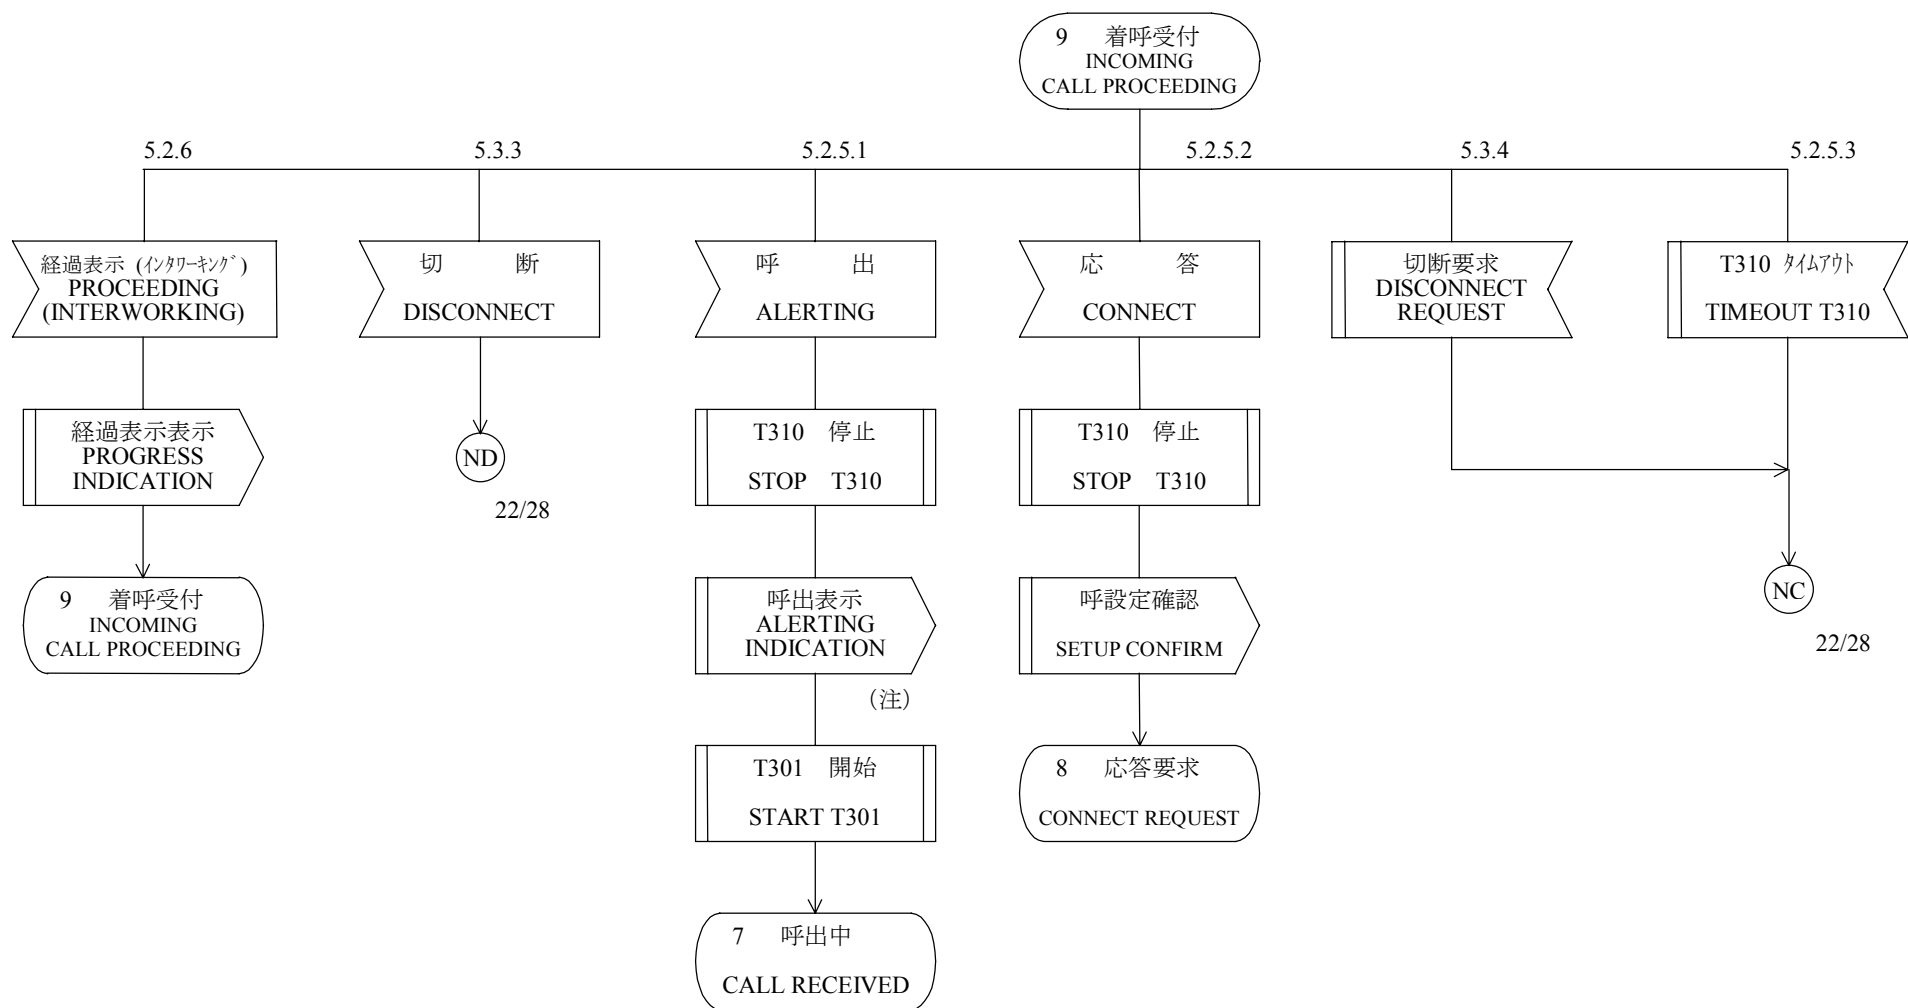 9 着呼受付
INCOMING
CALL PROCEEDING
5.2.6
5.3.3
5.2.5.1
5.2.5.2
5.3.4
5.2.5.3
経過表示 (ｲﾝﾀﾜｰｷﾝｸﾞ)
PROCEEDING
(INTERWORKING)
切 断
DISCONNECT
呼 出
ALERTING
応 答
CONNECT
切断要求
DISCONNECT
REQUEST
T310 ﾀｲﾑｱｳﾄ
TIMEOUT T310
経過表示表示
PROGRESS
INDICATION
ND
22/28
T310 停止
STOP T310
T310 停止
STOP T310
9 着呼受付
INCOMING
CALL PROCEEDING
呼出表示
ALERTING
INDICATION
(注)
呼設定確認
SETUP CONFIRM
NC
22/28
T301 開始
START T301
8 応答要求
CONNECT REQUEST
7 呼出中
CALL RECEIVED